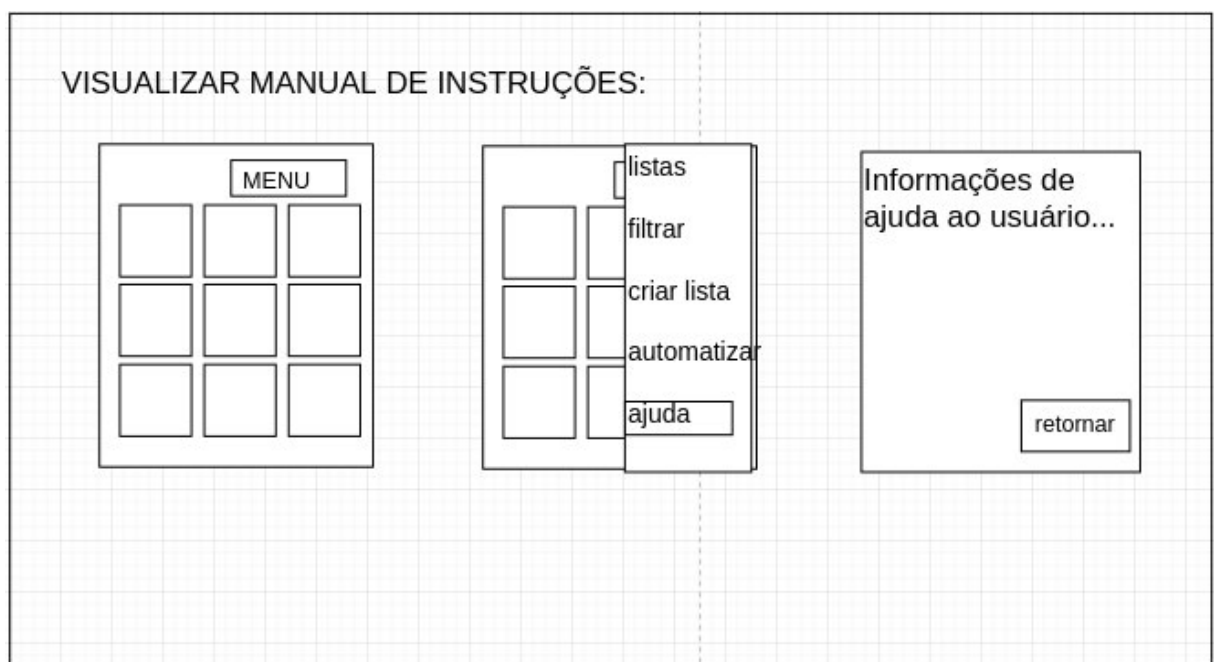 VISUALIZAR MANUAL DE INSTRUÇÕES:
MENU
listas
filtrar
criar lista
automatizar
ajuda
Informações de
ajuda ao usuário...
retornar